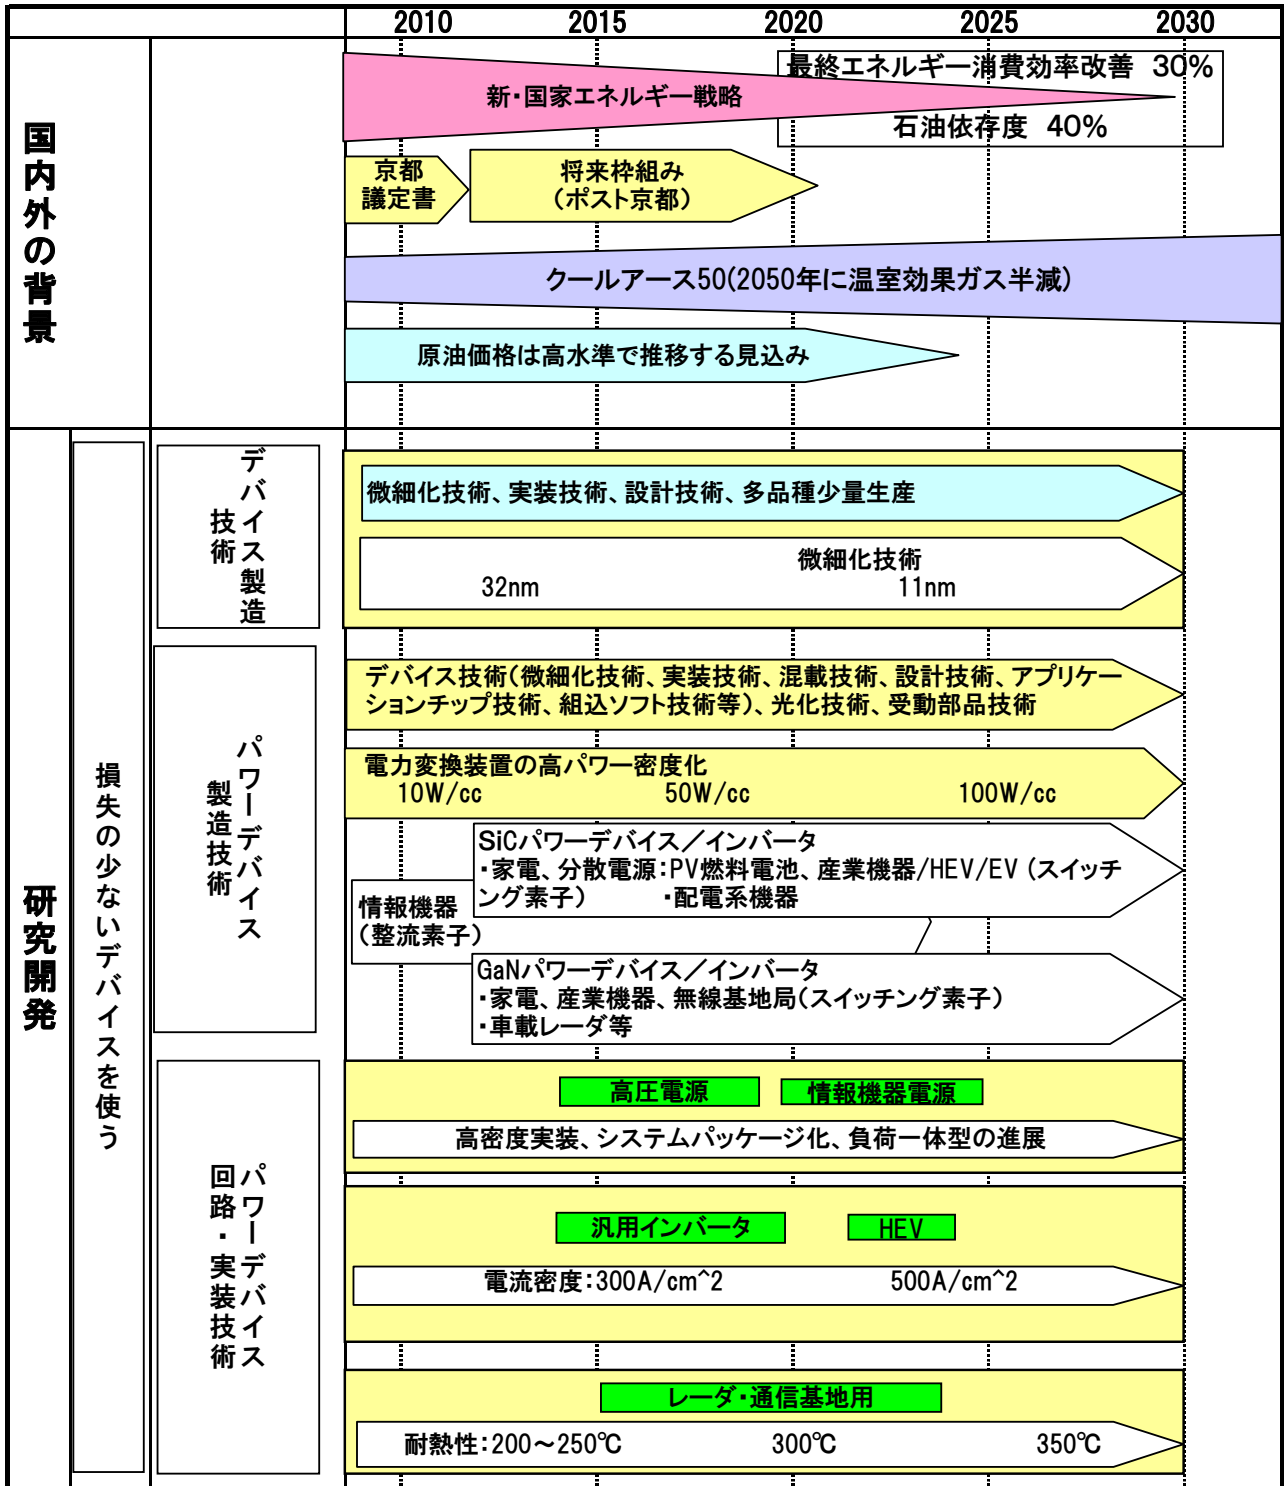 2010 2015 2020 2025 2030
国内外の背景
最終エネルギー消費効率改善 30%
新・国家エネルギー戦略
石油依存度 40%
京都
議定書
将来枠組み
（ポスト京都）
クールアース50(2050年に温室効果ガス半減)
原油価格は高水準で推移する見込み
研究開発
損失の少ないデバイスを使う
デバイス製造
技術
微細化技術、実装技術、設計技術、多品種少量生産
微細化技術
32nm 11nm
パワーデバイス
製造技術
デバイス技術（微細化技術、実装技術、混載技術、設計技術、アプリケー
ションチップ技術、組込ソフト技術等）、光化技術、受動部品技術
電力変換装置の高パワー密度化
10W/cc 50W/cc 100W/cc
SiCパワーデバイス／インバータ
・家電、分散電源：PV燃料電池、産業機器/HEV/EV （スイッチ
ング素子） ・配電系機器
情報機器
（整流素子）
GaNパワーデバイス／インバータ
・家電、産業機器、無線基地局（スイッチング素子）
・車載レーダ等
パワーデバイス
回路・実装技術
高圧電源 情報機器電源
高密度実装、システムパッケージ化、負荷一体型の進展
汎用インバータ HEV
電流密度：300A/cm^2 500A/cm^2
レーダ・通信基地用
耐熱性：200～250℃ 300℃ 350℃